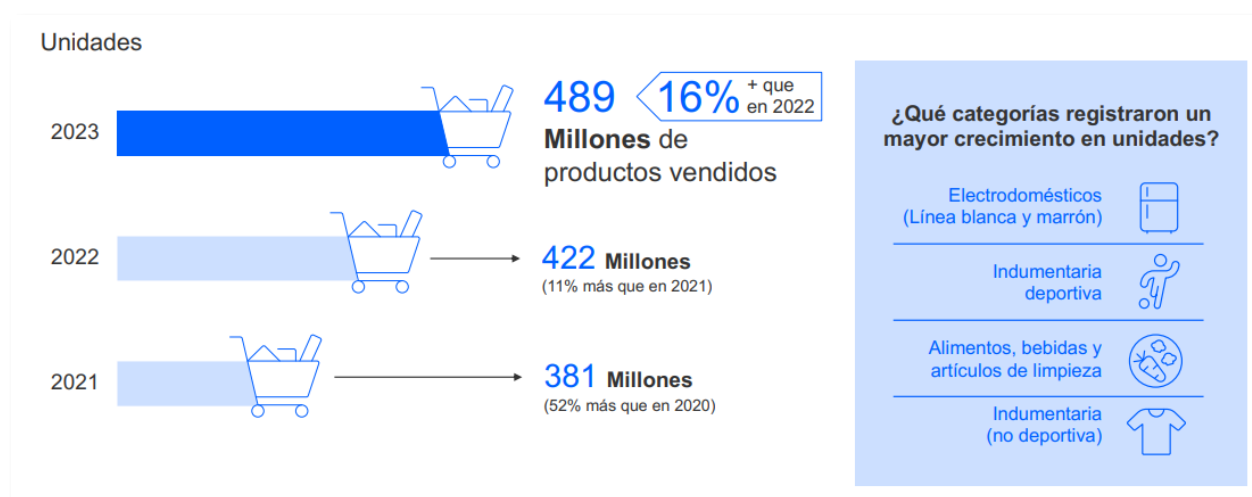 Unidades
2023
489
16% + que
en 2022
Millones de
productos vendidos
2022
422 Millones
(11% más que en 2021)
2021
381 Millones
(52% más que en 2020)
¿Qué categorías registraron un
mayor crecimiento en unidades?
Electrodomésticos
(Línea blanca y marrón)
Indumentaria
deportiva
Alimentos, bebidas y
artículos de limpieza
Indumentaria
(no deportiva)